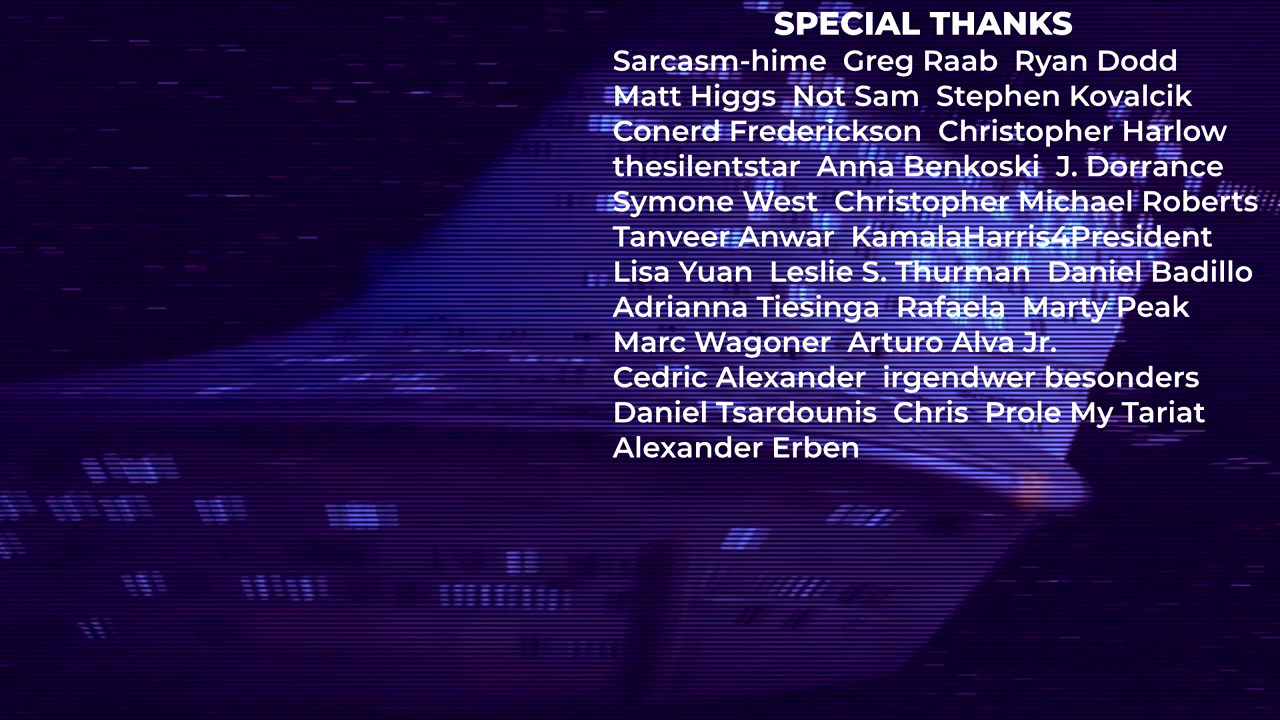 SPECIAL THANKS
Sarcasm-hime Greg Raab Ryan Dodd
Matt Higgs Not Sam Stephen Kovalcik
Conerd Frederickson Christopher Harlow
thesilentstar Anna Benkoski J. Dorrance
Symone West Christopher Michael Roberts
Tanveer Anwar KamalaHarris4President
Lisa Yuan Leslie S. Thurman Daniel Badillo
Adrianna Tiesinga Rafaela Marty Peak
Marc Wagoner Arturo Alva Jr.
Cedric Alexander irgendwer besonders
Daniel Tsardounis Chris Prole My Tariat
Alexander Erben